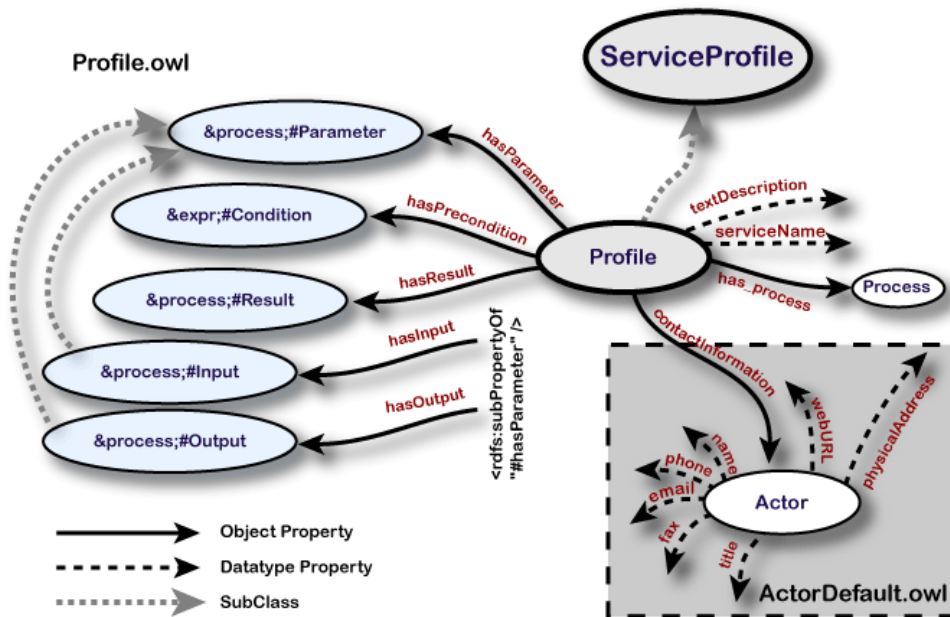 Profile.owl
ServiceProfile
&process;#Parameter
hasParameter
textDescription
&expr;#Condition
hasPrecondition
serviceName
Profile
hasResult
has_process
Process
&process;#Result
hasInput
contactInformation
&process;#Input
hasOutput
<rdfs:subPropertyOf
"#hasParameter" />
&process;#Output
webURL
physicalAddress
name
phone
email
fax
title
Actor
Object Property
Datatype Property
SubClass
ActorDefault.owl